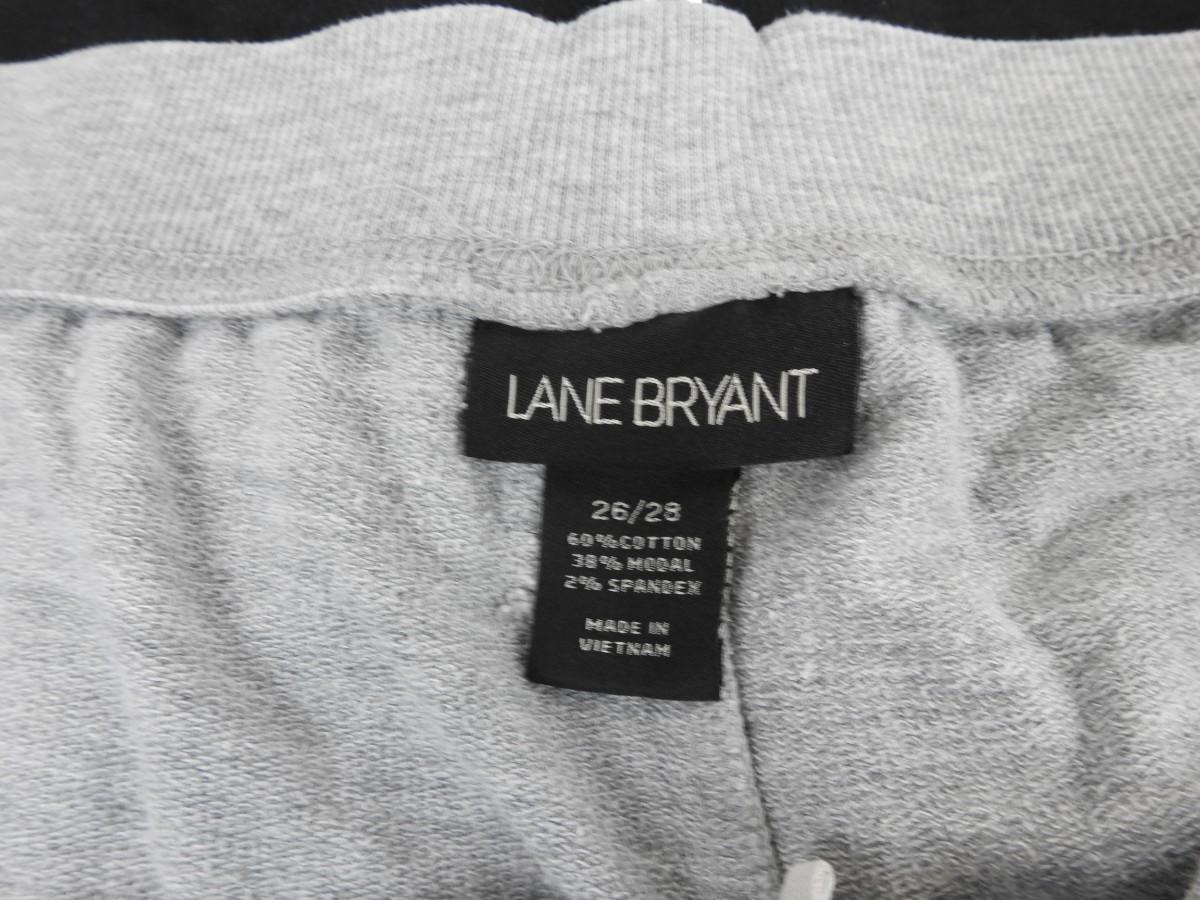 LANE BRYANT
26/28
60%COTTON
38% MODAL
2% SPANDEX
MADE IN
VIETNAM